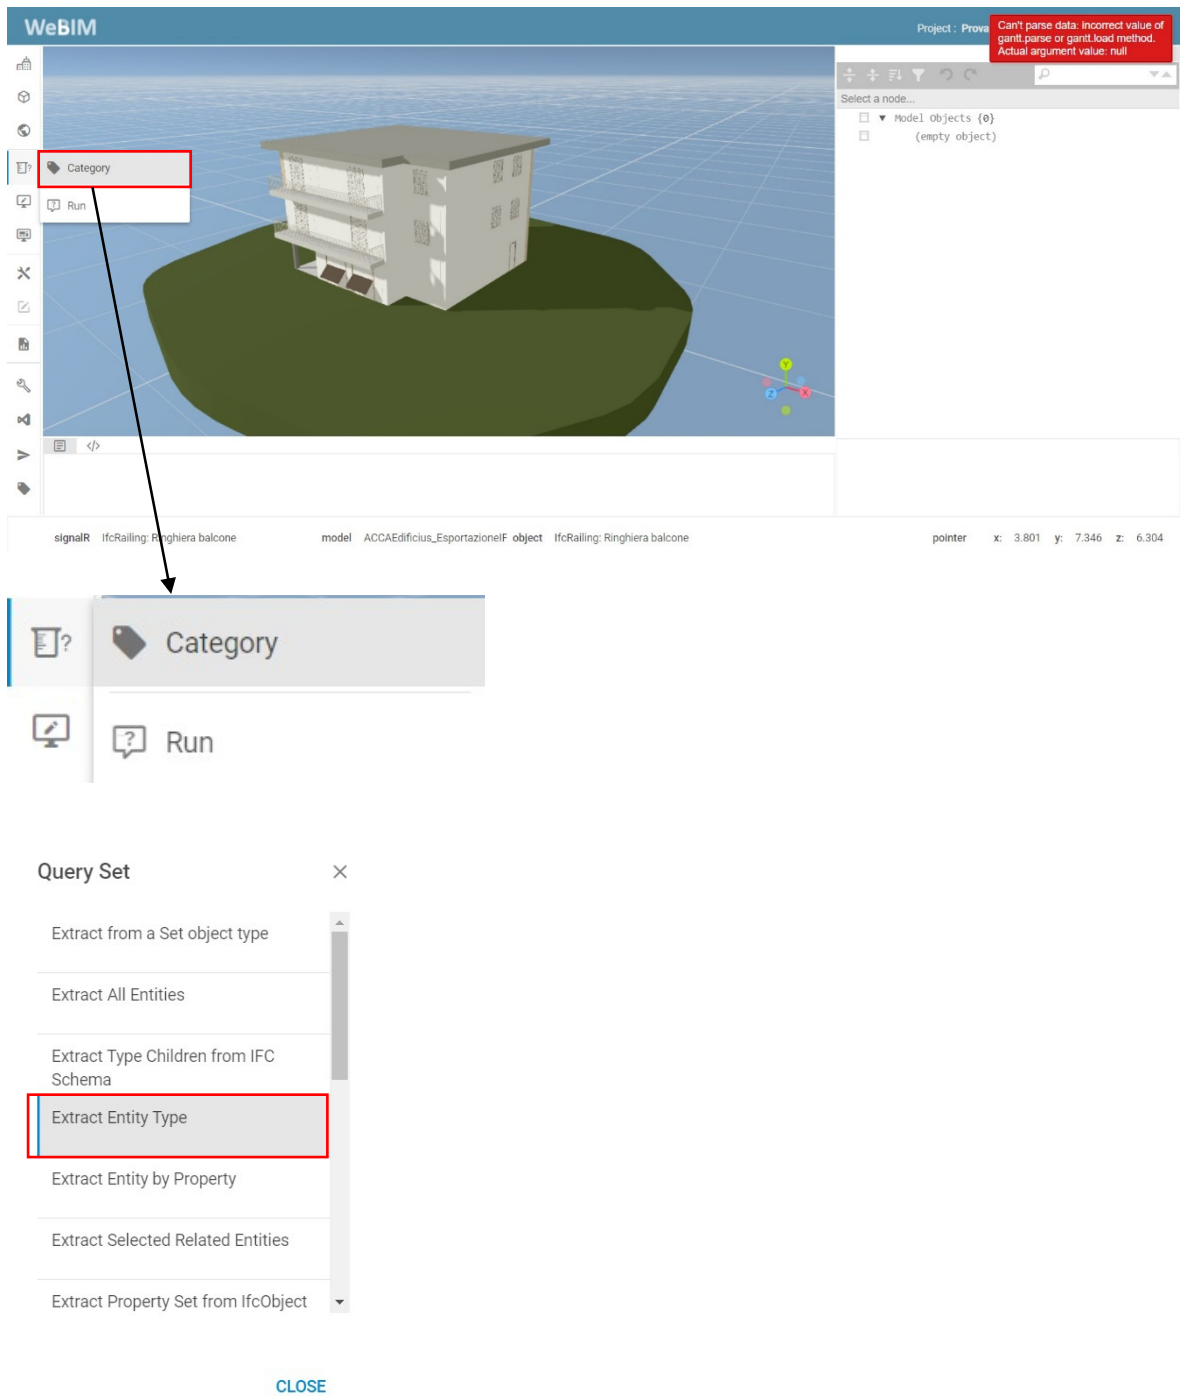 WeBIM
Project : Prova
Can't parse data: incorrect value of
gantt.parse or gantt.load method.
Actual argument value: null
Select a node...
Model Objects {0}
(empty object)
Category
Run
Y
Z
X
signalR IfcRailing: Ringhiera balcone model ACCAEdificius_EsportazioneIF object IfcRailing: Ringhiera balcone pointer x: 3.801 y: 7.346 z: 6.304
Category
Run
Query Set
Extract from a Set object type
Extract All Entities
Extract Type Children from IFC
Schema
Extract Entity Type
Extract Entity by Property
Extract Selected Related Entities
Extract Property Set from IfcObject
CLOSE